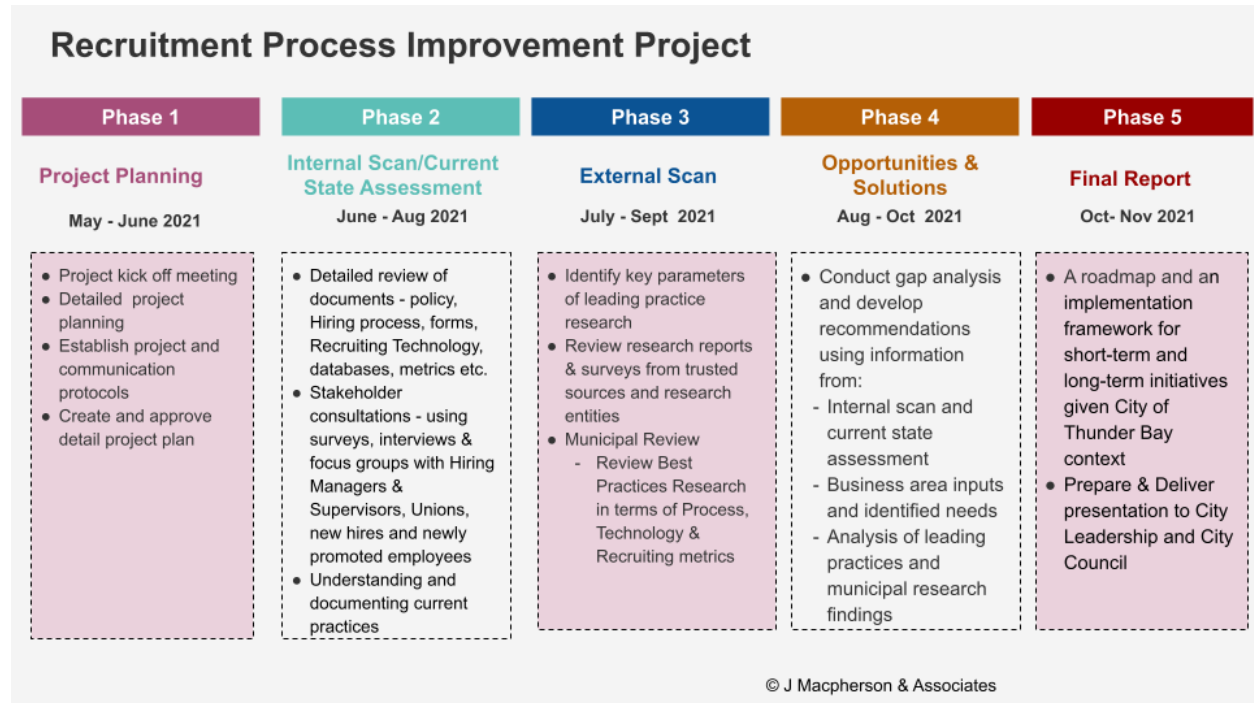 Recruitment Process Improvement Project
Phase 1
Project Planning
May - June 2021
● Project kick off meeting
● Detailed  project
planning
● Establish project and
communication
protocols
● Create and approve
detail project plan
Phase 2
Internal Scan/Current
State Assessment
June - Aug 2021
● Detailed review of
documents - policy,
Hiring process, forms,
Recruiting Technology,
databases, metrics etc.
● Stakeholder
consultations - using
surveys, interviews &
focus groups with Hiring
Managers &
Supervisors, Unions,
new hires and newly
promoted employees
● Understanding and
documenting current
practices
Phase 3
External Scan
July - Sept  2021
● Identify key parameters
of leading practice
research
● Review research reports
& surveys from trusted
sources and research
entities
● Municipal Review
- Review Best
Practices Research
in terms of Process,
Technology &
Recruiting metrics
Phase 4
Opportunities &
Solutions
Aug - Oct  2021
● Conduct gap analysis
and develop
recommendations
using information
from:
- Internal scan and
current state
assessment
- Business area inputs
and identified needs
- Analysis of leading
practices and
municipal research
findings
Phase 5
Final Report
Oct- Nov 2021
● A roadmap and an
implementation
framework for
short-term and
long-term initiatives
given City of
Thunder Bay
context
● Prepare & Deliver
presentation to City
Leadership and City
Council
© J Macpherson & Associates